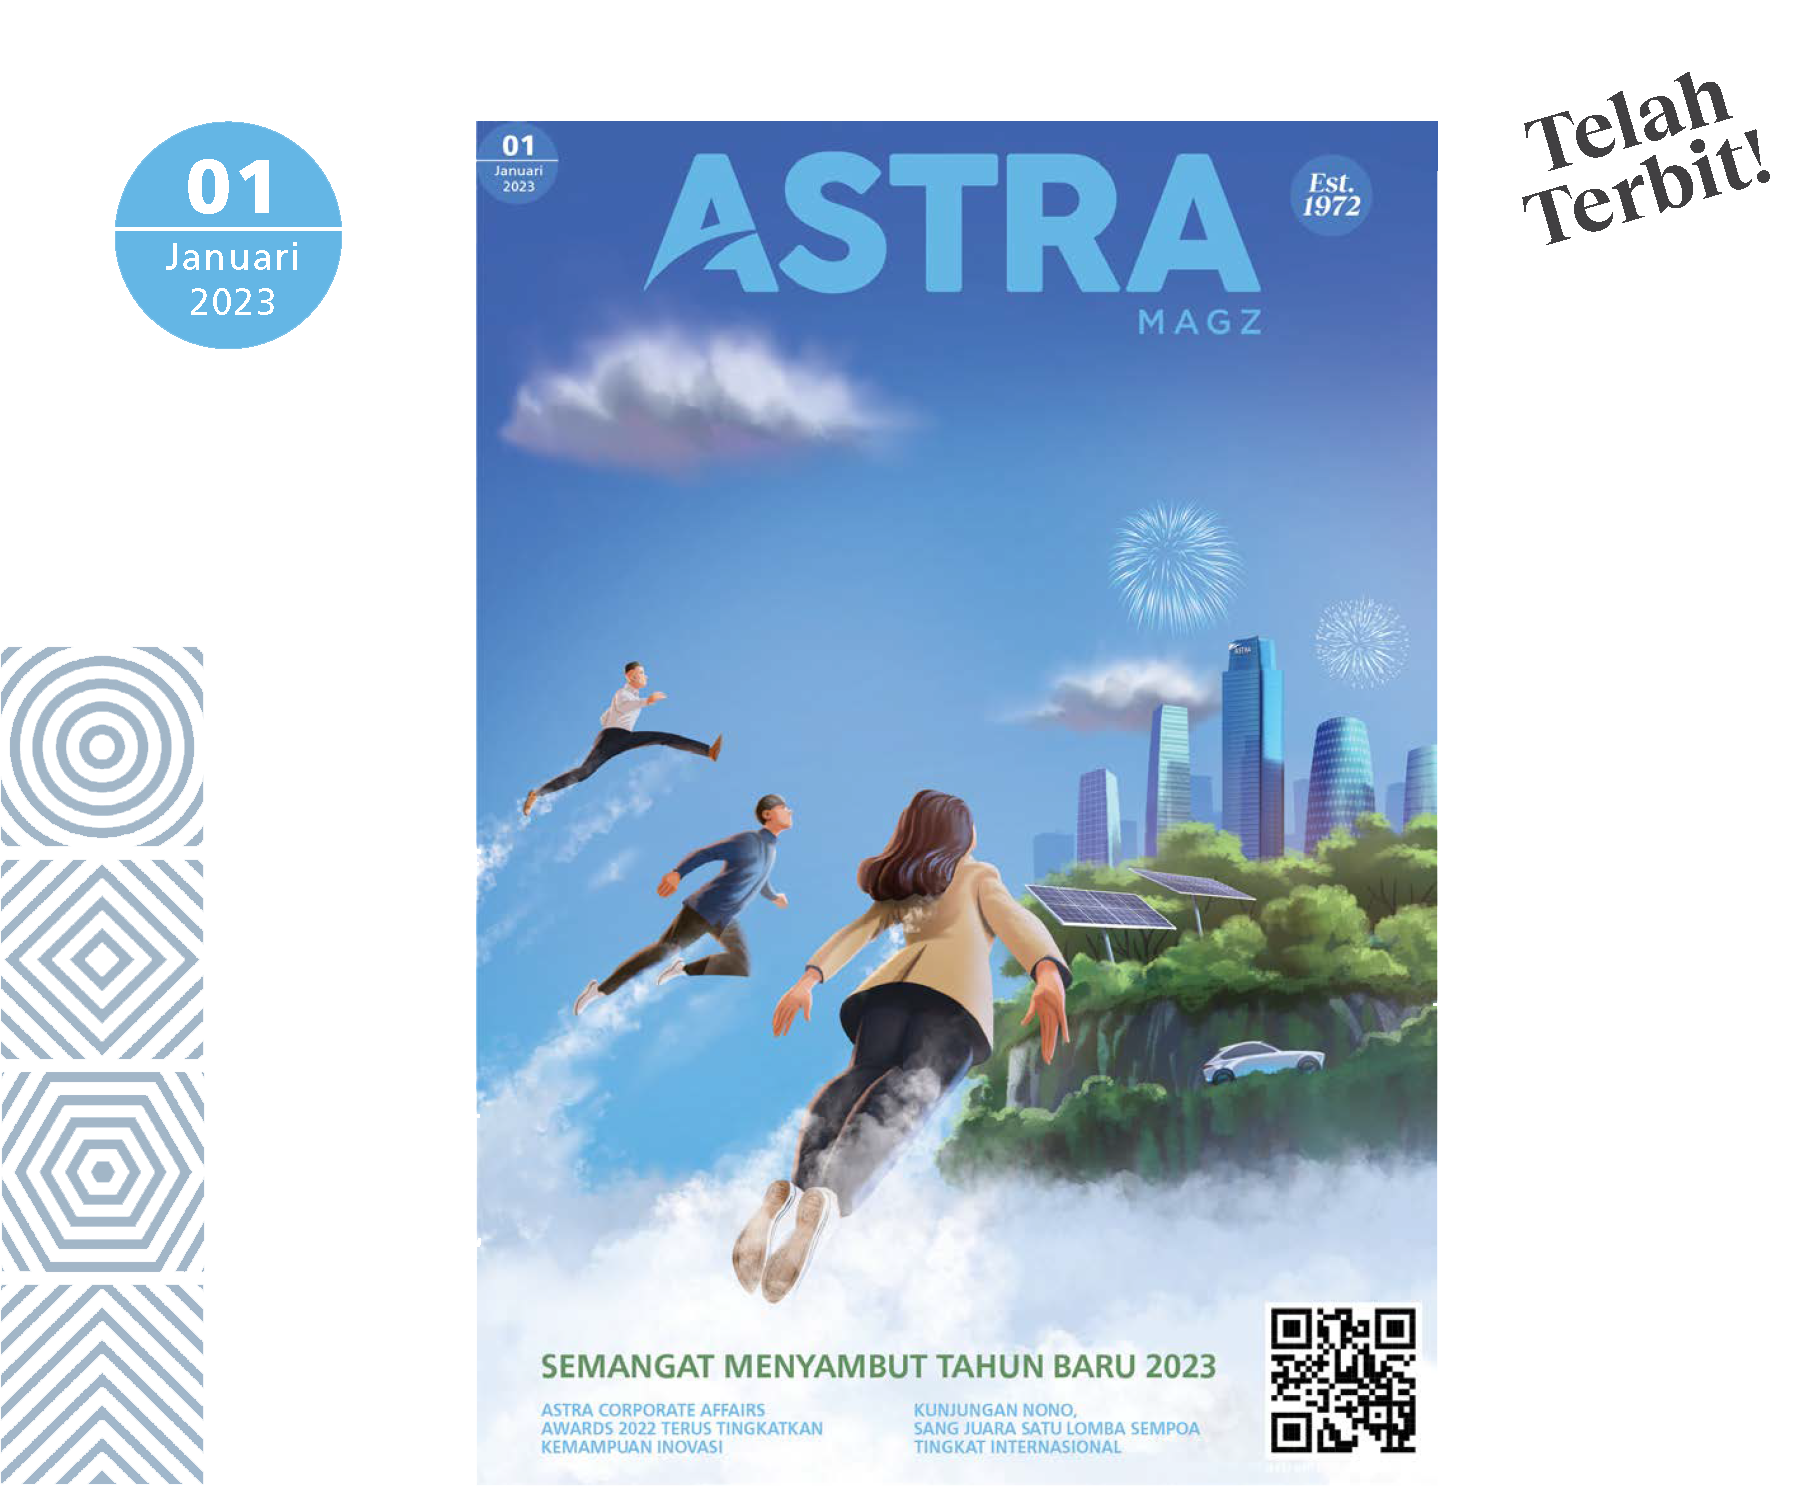 01
Januari
2023
Telah
Terbit!
01
Januari
2023
ASTRA
MAGZ
Est.
1972
ASTRA
SEMANGAT MENYAMBUT TAHUN BARU 2023
ASTRA CORPORATE AFFAIRS
AWARDS 2022 TERUS TINGKATKAN
KEMAMPUAN INOVASI
KUNJUNGAN NONO,
SANG JUARA SATU LOMBA SEMPOA
TINGKAT INTERNASIONAL